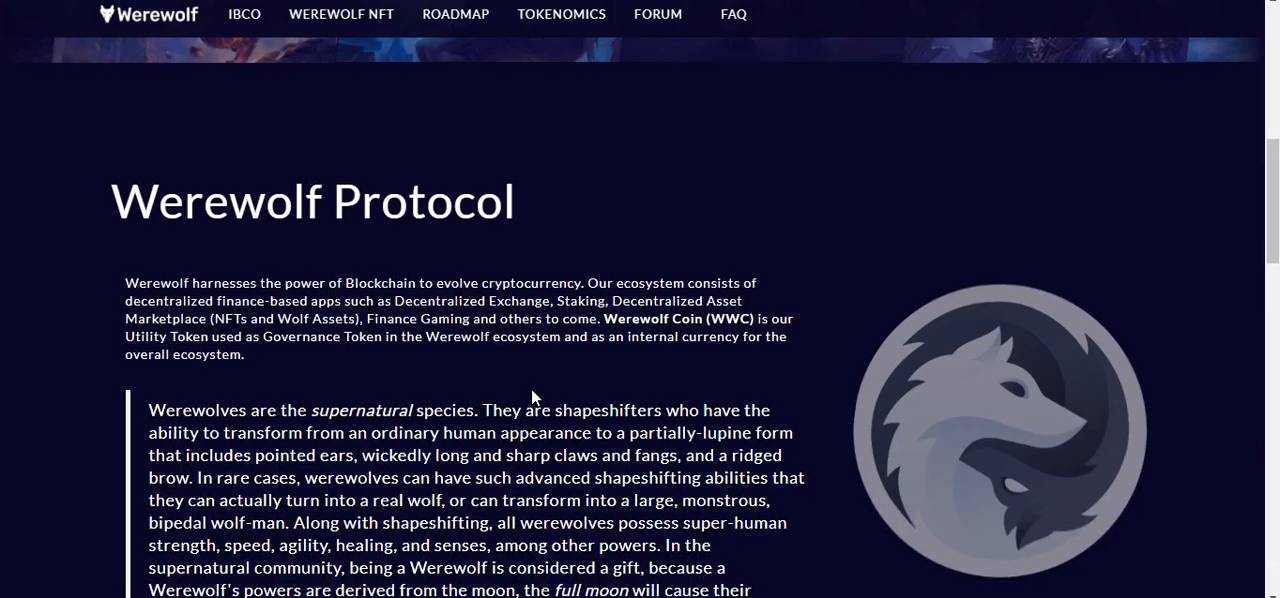 Werewolf IBCO WEREWOLF NFT ROADMAP TOKENOMICS FORUM FAQ
Werewolf Protocol
Werewolf harnesses the power of Blockchain to evolve cryptocurrency. Our ecosystem consists of
decentralized finance-based apps such as Decentralized Exchange, Staking, Decentralized Asset
Marketplace (NFTs and Wolf Assets), Finance Gaming and others to come. Werewolf Coin (WWC) is our
Utility Token used as Governance Token in the Werewolf ecosystem and as an internal currency for the
overall ecosystem.
Werewolves are the supernatural species. They are shapeshifters who have the
ability to transform from an ordinary human appearance to a partially-lupine form
that includes pointed ears, wickedly long and sharp claws and fangs, and a ridged
brow. In rare cases, werewolves can have such advanced shapeshifting abilities that
they can actually turn into a real wolf, or can transform into a large, monstrous,
bipedal wolf-man. Along with shapeshifting, all werewolves possess super-human
strength, speed, agility, healing, and senses, among other powers. In the
supernatural community, being a Werewolf is considered a gift, because a
Werewolf's powers are derived from the moon, the full moon will cause their